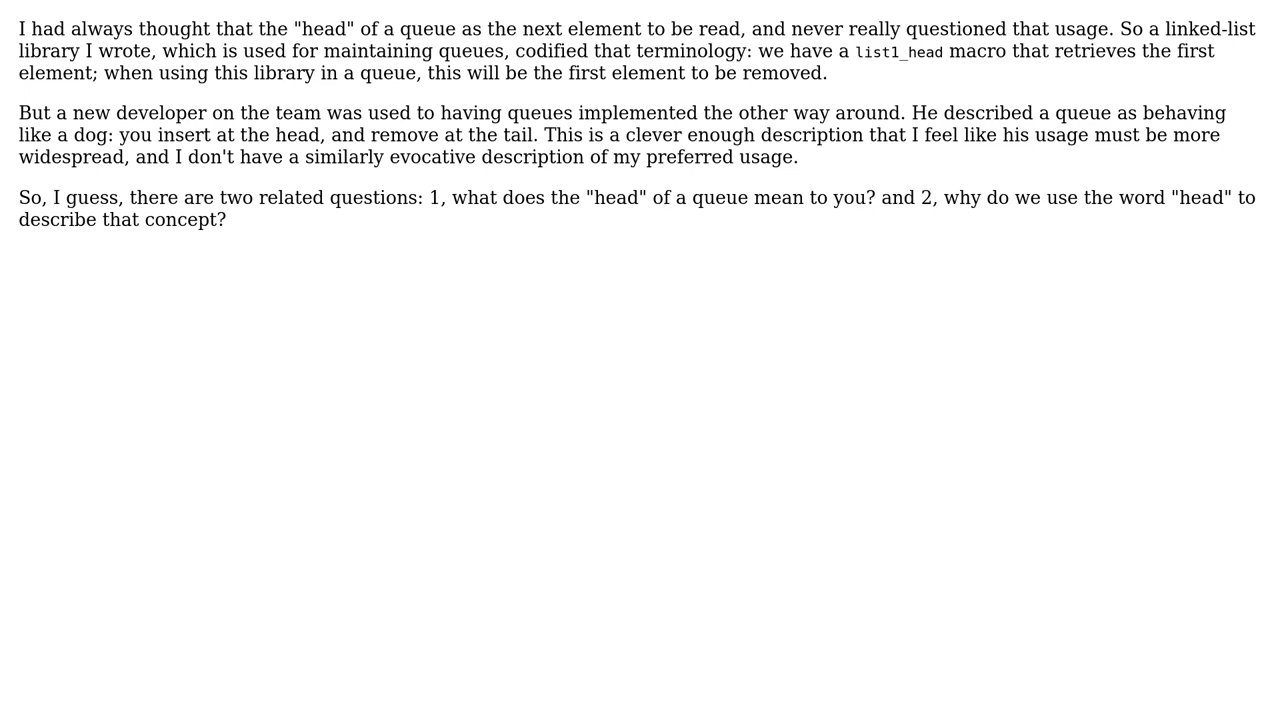 I had always thought that the "head" of a queue as the next element to be read, and never really questioned that usage. So a linked-list
library I wrote, which is used for maintaining queues, codified that terminology: we have a list1_head macro that retrieves the first
element; when using this library in a queue, this will be the first element to be removed.
But a new developer on the team was used to having queues implemented the other way around. He described a queue as behaving
like a dog: you insert at the head, and remove at the tail. This is a clever enough description that I feel like his usage must be more
widespread, and I don't have a similarly evocative description of my preferred usage.
So, I guess, there are two related questions: 1, what does the "head" of a queue mean to you? and 2, why do we use the word "head" to
describe that concept?